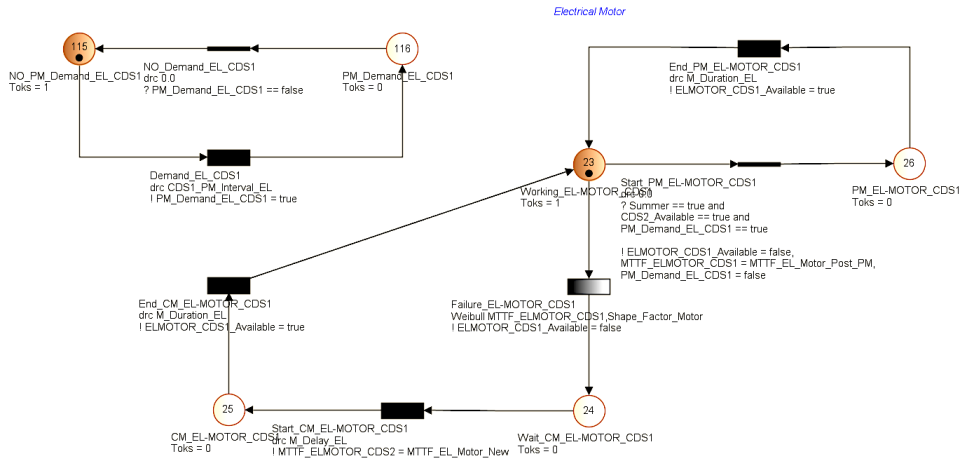 Electrical Motor
115
NO_PM_Demand_EL_CDS1
Toks = 1
NO_Demand_EL_CDS1
drc 0.0
? PM_Demand_EL_CDS1 == false
116
PM_Demand_EL_CDS1
Toks = 0
Demand_EL_CDS1
drc CDS1_PM_Interval_EL
! PM_Demand_EL_CDS1 = true
End_PM_EL-MOTOR_CDS1
drc M_Duration_EL
! ELMOTOR_CDS1_Available = true
23
Working_EL-MOTOR_CDS1
Toks = 1
Start_PM_EL-MOTOR_CDS1
drc 0.0
? Summer == true and
CDS2_Available == true and
PM_Demand_EL_CDS1 == true
! ELMOTOR_CDS1_Available = false,
MTTF_ELMOTOR_CDS1 = MTTF_EL_Motor_Post_PM,
PM_Demand_EL_CDS1 = false
26
PM_EL-MOTOR_CDS1
Toks = 0
End_CM_EL-MOTOR_CDS1
drc M_Duration_EL
! ELMOTOR_CDS1_Available = true
Failure_EL-MOTOR_CDS1
Weibull MTTF_ELMOTOR_CDS1,Shape_Factor_Motor
! ELMOTOR_CDS1_Available = false
25
CM_EL-MOTOR_CDS1
Toks = 0
Start_CM_EL-MOTOR_CDS1
drc M_Delay_EL
! MTTF_ELMOTOR_CDS2 = MTTF_EL_Motor_New
24
Wait_CM_EL-MOTOR_CDS1
Toks = 0